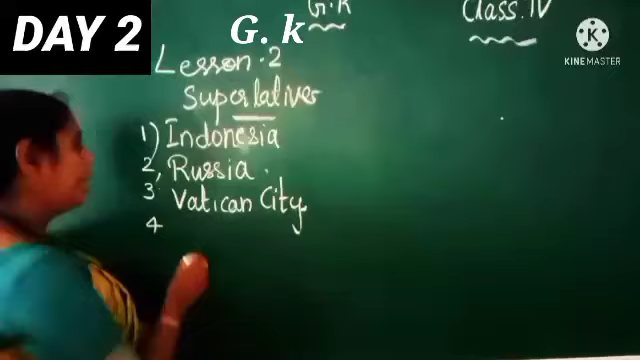 DAY 2
G. k
G.K
Class. IV
KINEMASTER
Lesson.2
Superlatives
1) Indonesia
2, Russia.
3. Vatican City
4